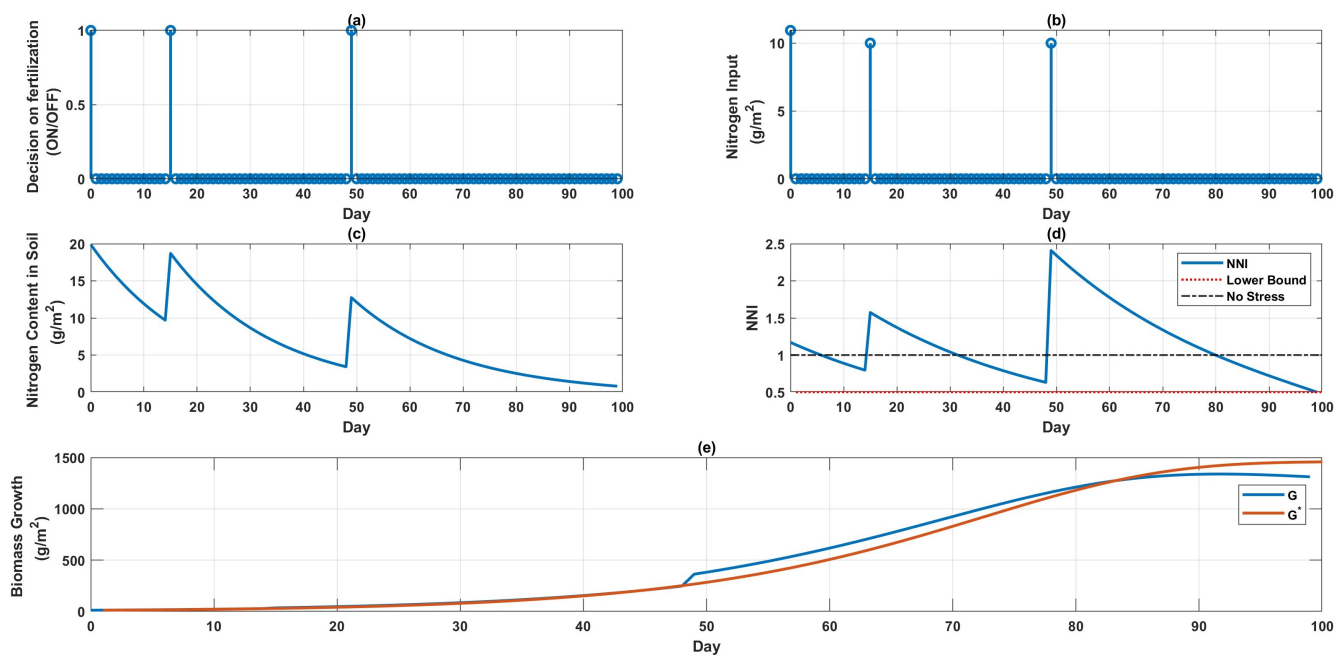 (a)
Decision on fertilization
(ON/OFF)
1
0.5
0
0 10 20 30 40 50 60 70 80 90 100
Day
(b)
Nitrogen Input
(g/m2)
10
5
0
0 10 20 30 40 50 60 70 80 90 100
Day
(c)
Nitrogen Content in Soil
(g/m2)
20
15
10
5
0
0 10 20 30 40 50 60 70 80 90 100
Day
(d)
NNI
2.5
2
1.5
1
0.5
NNI
Lower Bound
No Stress
0 10 20 30 40 50 60 70 80 90 100
Day
(e)
Biomass Growth
(g/m2)
1500
1000
500
0
G
G*
0 10 20 30 40 50 60 70 80 90 100
Day